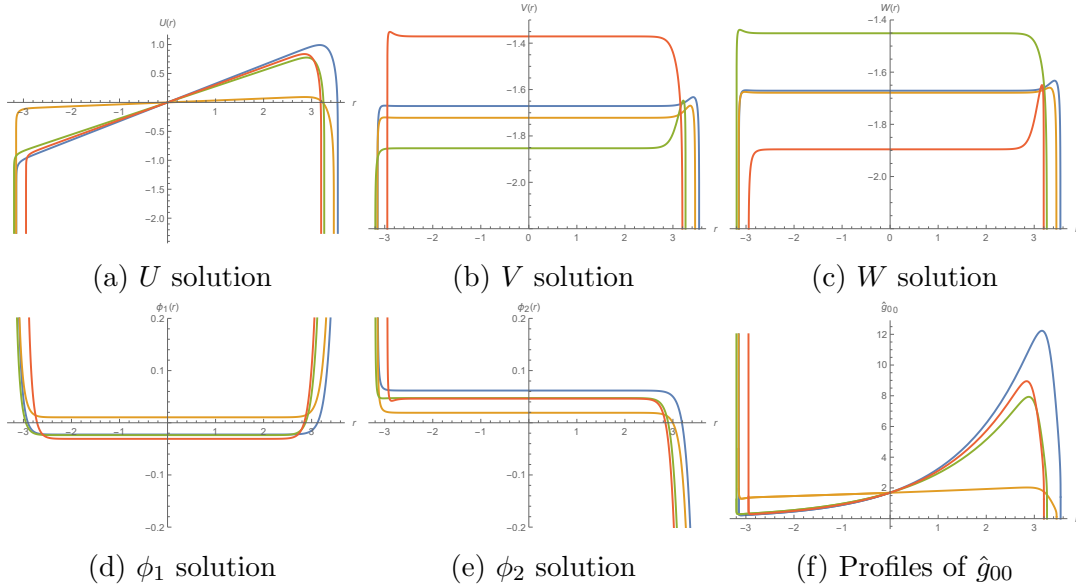 U(r)
1.0
0.5
-3 -2 -1 1 2 3 r
-0.5
-1.0
-1.5
-2.0
V(r)
-1.4
-1.6
-1.8
-2.0
-3 -2 -1 0 1 2 3 r
W(r)
-1.4
-1.6
-1.8
-2.0
-3 -2 -1 0 1 2 3
(a) U solution (b) V solution (c) W solution
ϕ₁(r)
0.2
0.1
-3 -2 -1 1 2 3 r
-0.1
-0.2
ϕ₂(r)
0.2
0.1
-3 -2 -1 1 2 3 r
-0.1
-0.2
ĝ₀₀
12
10
8
6
4
2
-3 -2 -1 0 1 2 3
(d) ϕ₁ solution (e) ϕ₂ solution (f) Profiles of ĝ₀₀